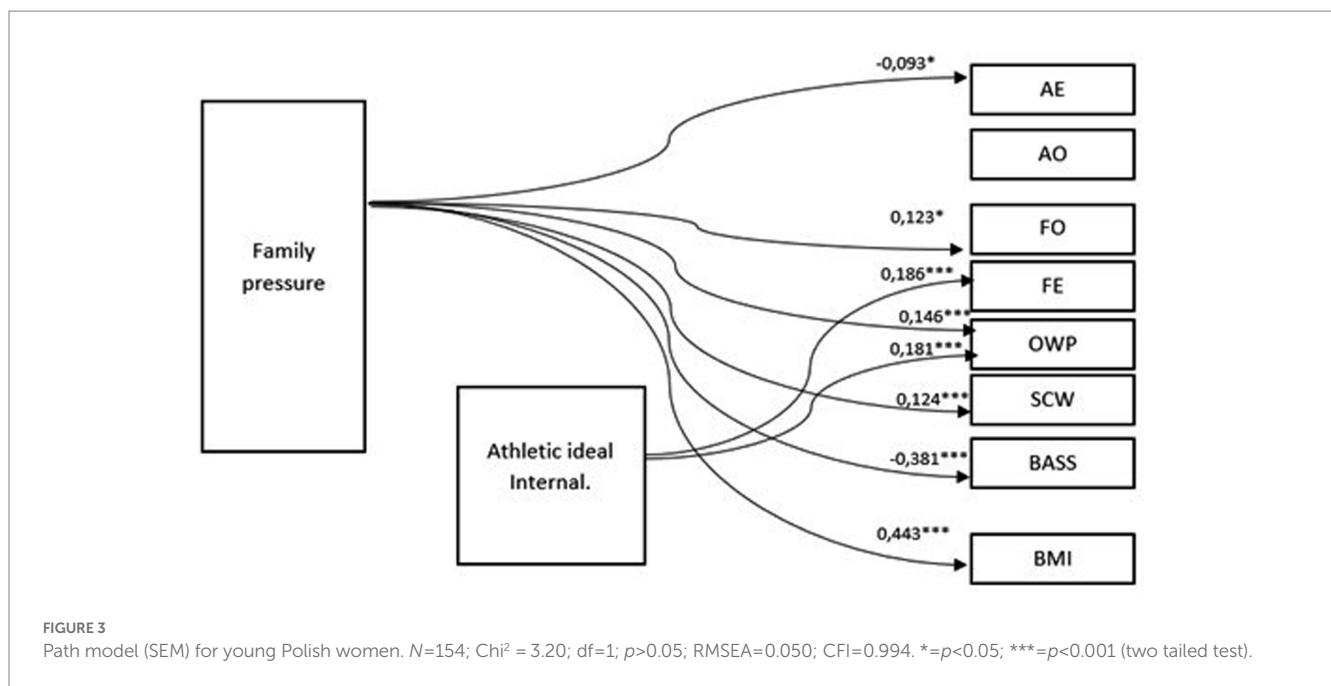 -0,093*
AE
AO
0,123*
FO
Family
pressure
0,186***
FE
0,146***
OWP
0,181***
0,124***
SCW
Athletic ideal
Internal.
-0,381***
BASS
0,443***
BMI
FIGURE 3
Path model (SEM) for young Polish women. N=154; Chi² = 3.20; df=1; p>0.05; RMSEA=0.050; CFI=0.994. *=p<0.05; ***=p<0.001 (two tailed test).